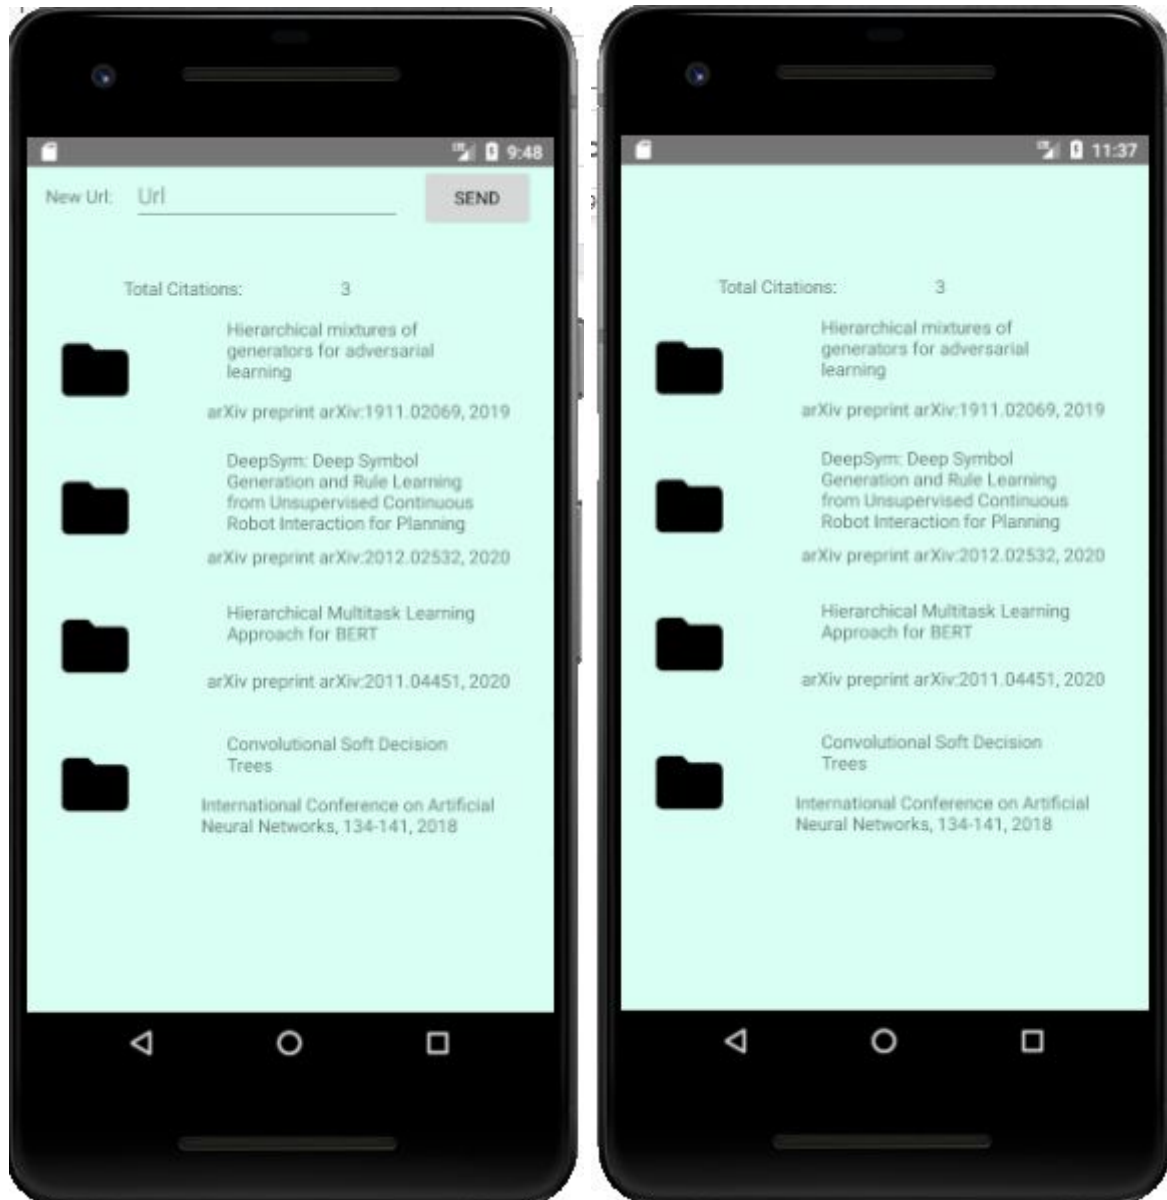 9:48
New Url:
Url
SEND
Total Citations:
3
Hierarchical mixtures of
generators for adversarial
learning
arXiv preprint arXiv:1911.02069, 2019
DeepSym: Deep Symbol
Generation and Rule Learning
from Unsupervised Continuous
Robot Interaction for Planning
arXiv preprint arXiv:2012.02532, 2020
Hierarchical Multitask Learning
Approach for BERT
arXiv preprint arXiv:2011.04451, 2020
Convolutional Soft Decision
Trees
International Conference on Artificial
Neural Networks, 134-141, 2018
11:37
Total Citations:
3
Hierarchical mixtures of
generators for adversarial
learning
arXiv preprint arXiv:1911.02069, 2019
DeepSym: Deep Symbol
Generation and Rule Learning
from Unsupervised Continuous
Robot Interaction for Planning
arXiv preprint arXiv:2012.02532, 2020
Hierarchical Multitask Learning
Approach for BERT
arXiv preprint arXiv:2011.04451, 2020
Convolutional Soft Decision
Trees
International Conference on Artificial
Neural Networks, 134-141, 2018